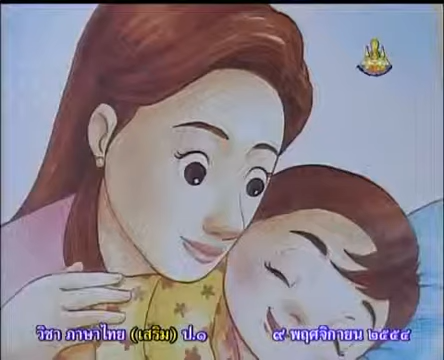 วิชา ภาษาไทย (เสริม) ป.๑ ๙ พฤศจิกายน ๒๕๕๔